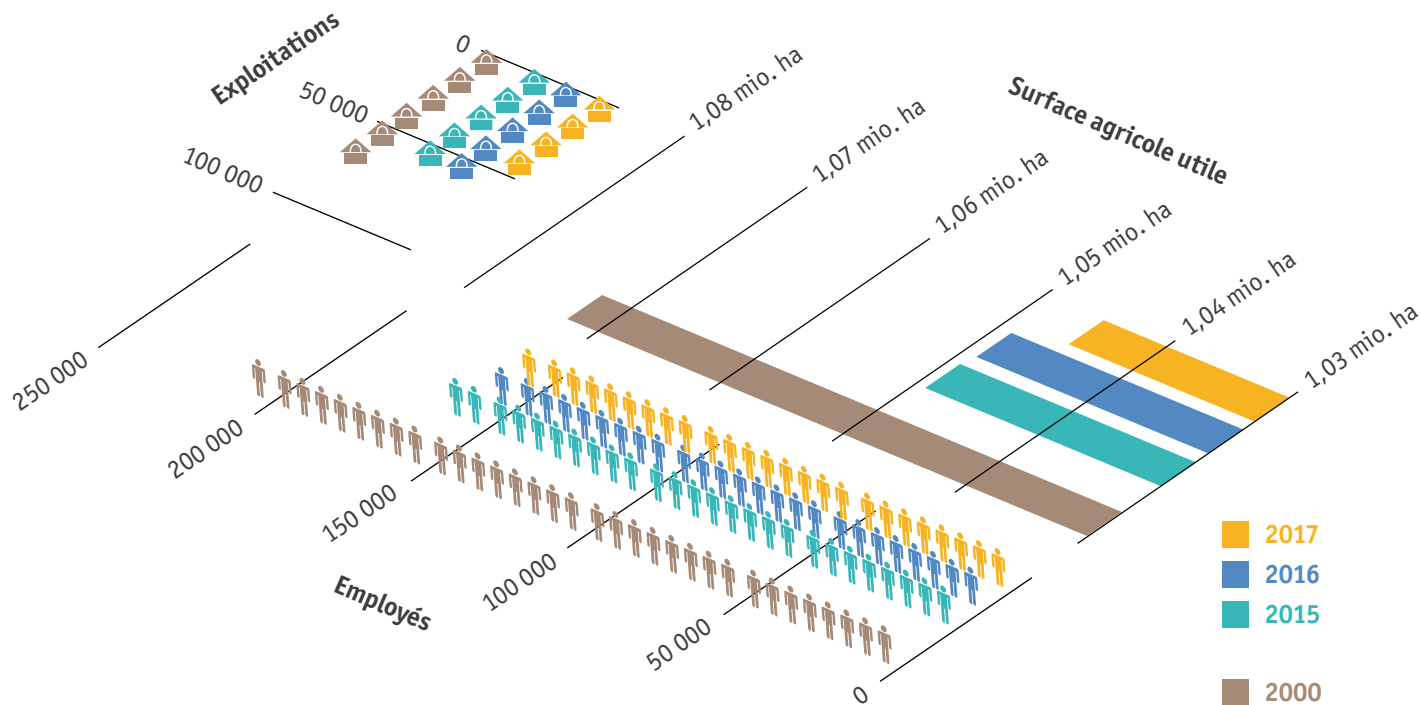 Exploitations
0
50 000
100 000
Surface agricole utile
1,08 mio. ha
1,07 mio. ha
1,06 mio. ha
1,05 mio. ha
1,04 mio. ha
1,03 mio. ha
250 000
200 000
150 000
100 000
50 000
0
Employés
2017
2016
2015
2000